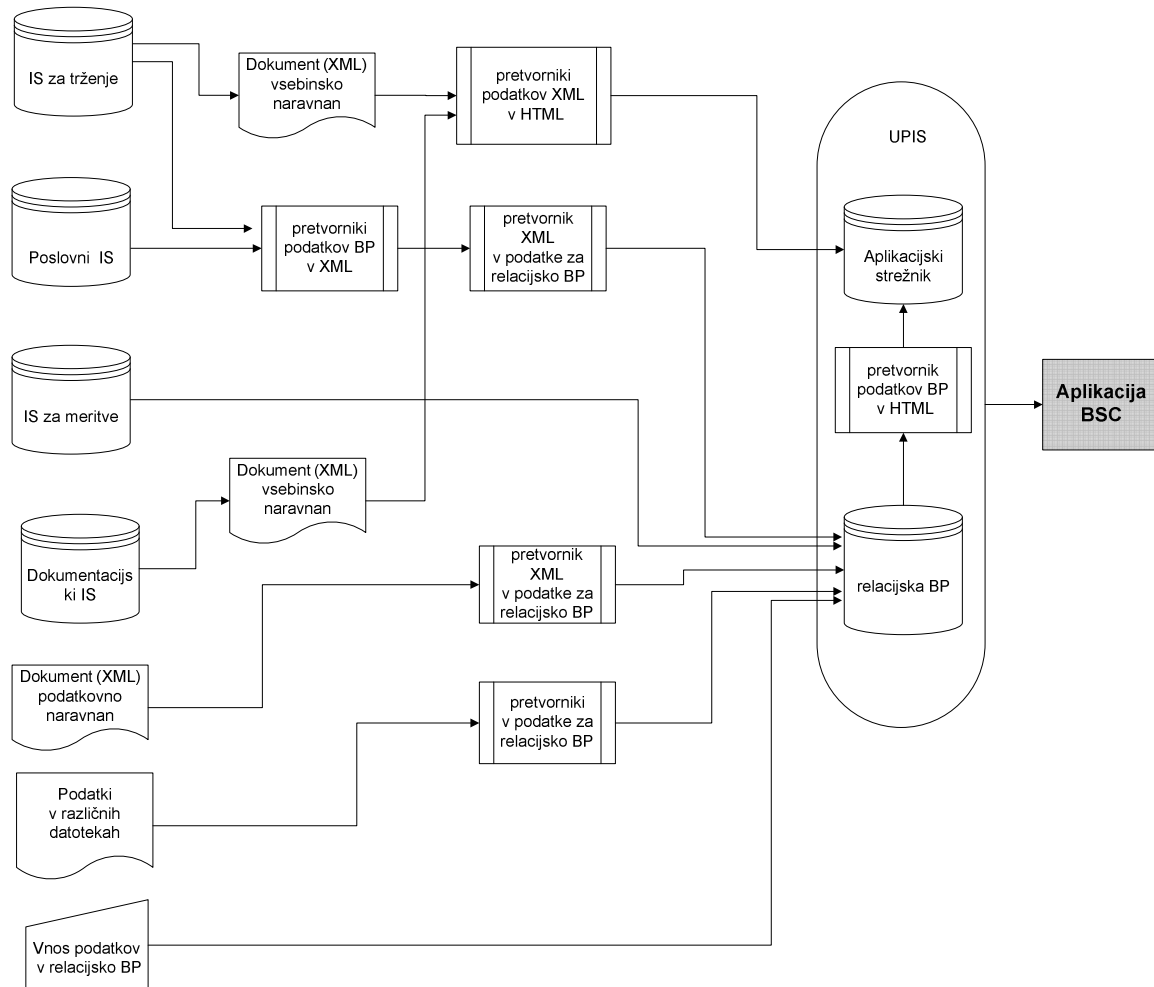 IS za trženje
Dokument (XML)
vsebinsko
naravnan
pretvorniki
podatkov XML
v HTML
UPIS
Poslovni IS
pretvorniki
podatkov BP
v XML
pretvornik
XML
v podatke za
relacijsko BP
Aplikacijski
strežnik
IS za meritve
pretvornik
podatkov BP
v HTML
Aplikacija
BSC
Dokument (XML)
vsebinsko
naravnan
Dokumentacijs
ki IS
pretvornik
XML
v podatke za
relacijsko BP
relacijska BP
Dokument (XML)
podatkovno
naravnan
pretvorniki
v podatke za
relacijsko BP
Podatki
v različnih
datotekah
Vnos podatkov
v relacijsko BP